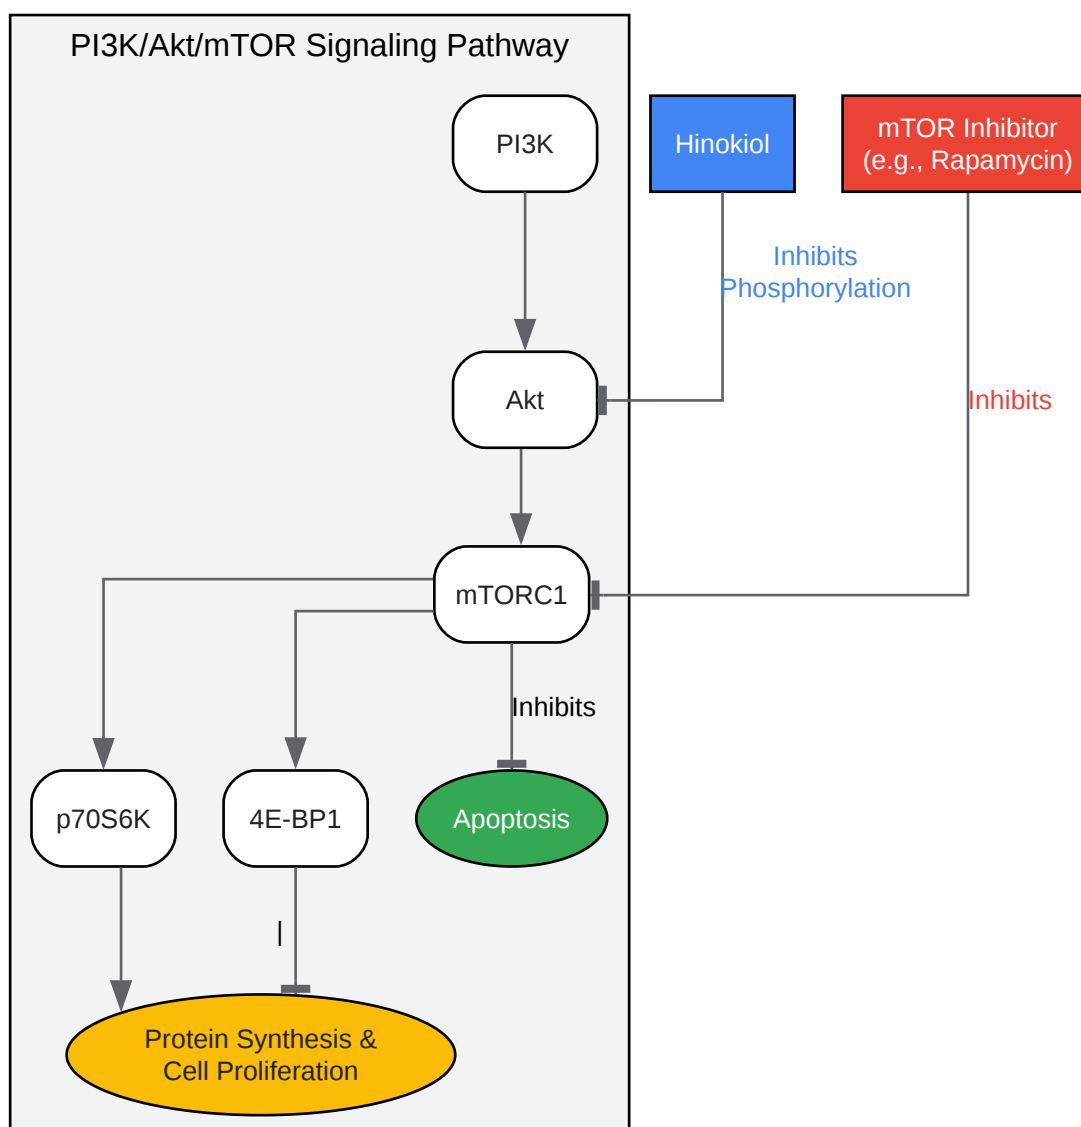 PI3K/Akt/mTOR Signaling Pathway
PI3K
Hinokiol
mTOR Inhibitor
(e.g., Rapamycin)
Inhibits
Phosphorylation
Akt
Inhibits
mTORC1
Inhibits
p70S6K
4E-BP1
Apoptosis
|
Protein Synthesis &
Cell Proliferation